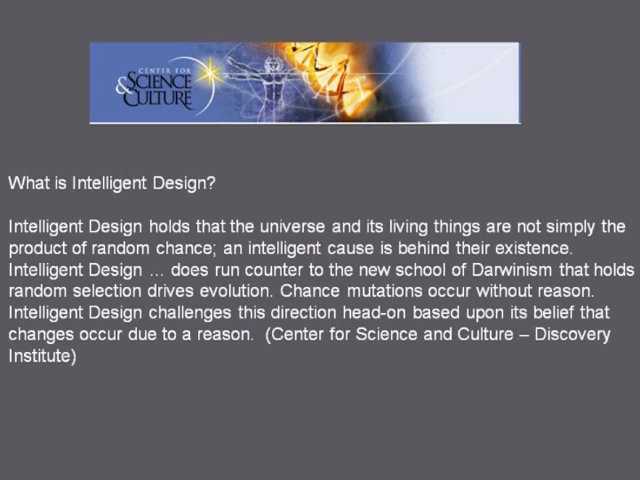 CENTER FOR
SCIENCE
& CULTURE
What is Intelligent Design?
Intelligent Design holds that the universe and its living things are not simply the
product of random chance; an intelligent cause is behind their existence.
Intelligent Design … does run counter to the new school of Darwinism that holds
random selection drives evolution. Chance mutations occur without reason.
Intelligent Design challenges this direction head-on based upon its belief that
changes occur due to a reason.  (Center for Science and Culture – Discovery
Institute)